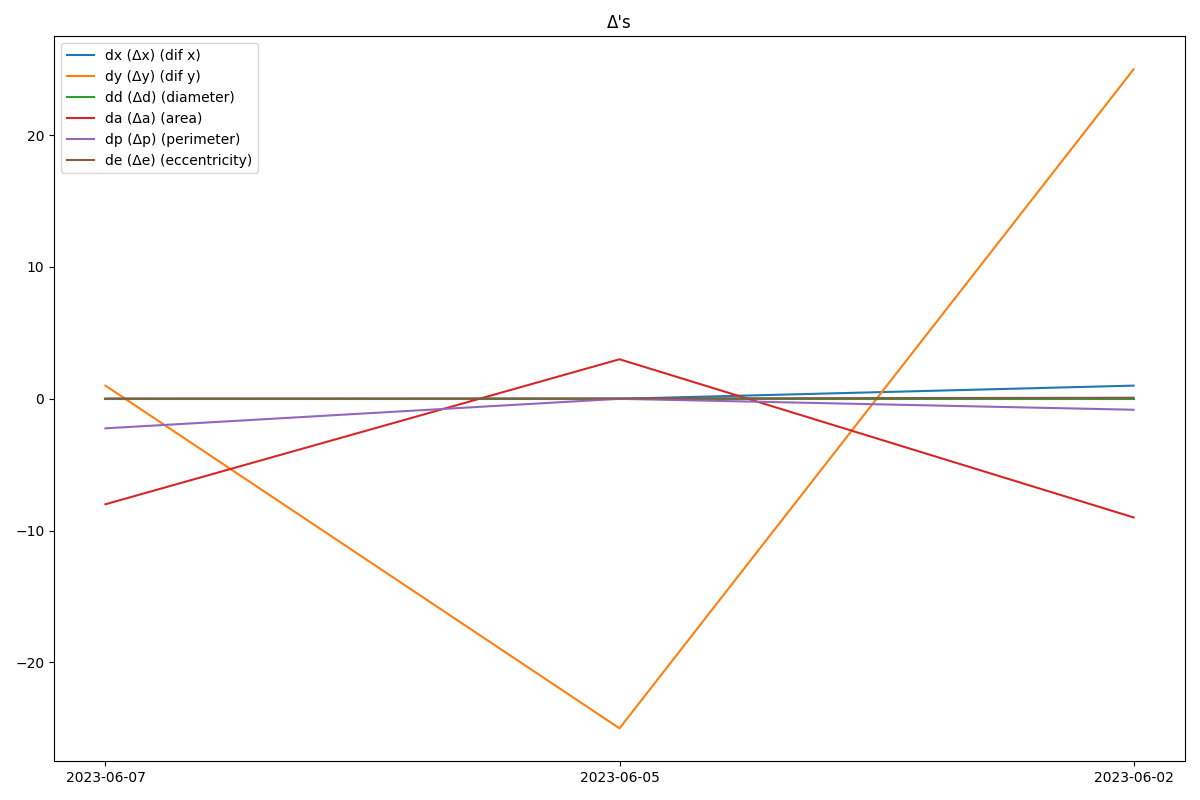 Δ's
dx (Δx) (dif x)
dy (Δy) (dif y)
dd (Δd) (diameter)
da (Δa) (area)
dp (Δp) (perimeter)
de (Δe) (eccentricity)
20
10
0
−10
−20
2023-06-07 2023-06-05 2023-06-02